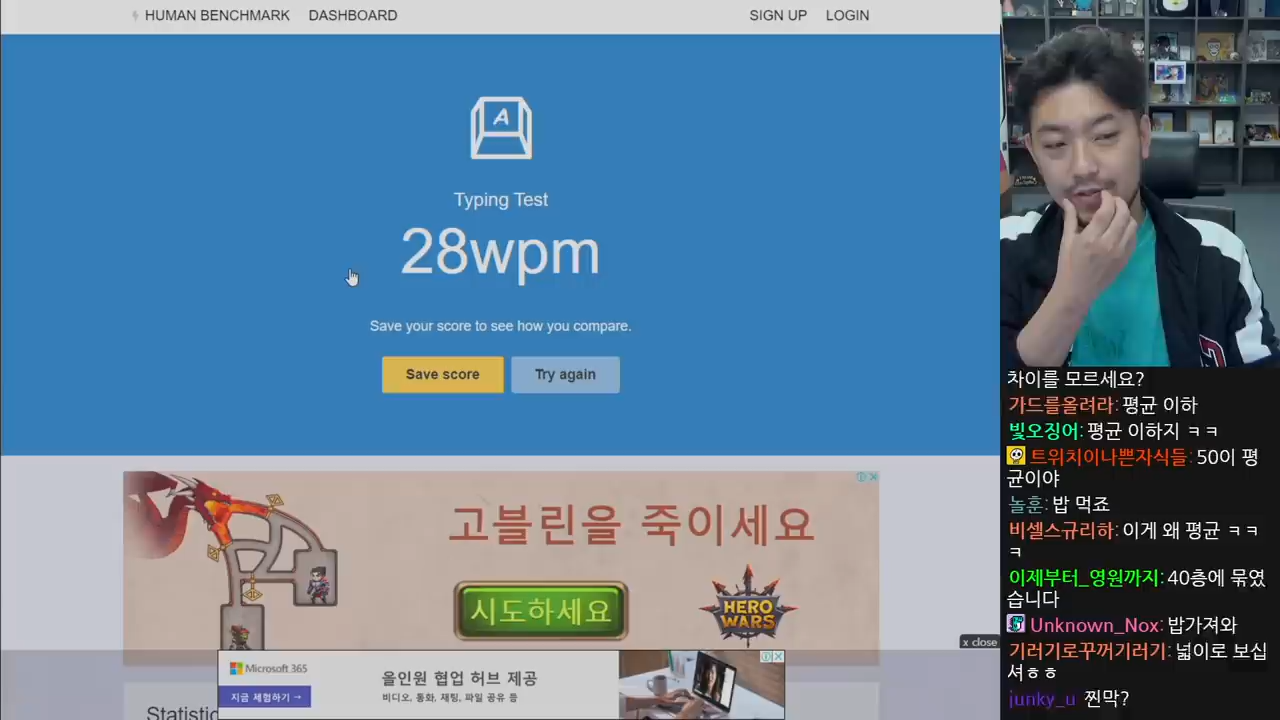 HUMAN BENCHMARK DASHBOARD SIGN UP LOGIN
A
Typing Test
28wpm
Save your score to see how you compare.
Save score Try again
고블린을 죽이세요
시도하세요
HERO
WARS
x close
Microsoft 365
지금 체험하기 →
올인원 협업 허브 제공
비디오, 통화, 채팅, 파일 공유 등
Statistic
차이를 모르세요?
가드를올려라: 평균 이하
빛오징어: 평균 이하지 ㅋㅋ
트위치이나쁜자식들: 50이 평
균이야
놀훈: 밥 먹죠
비셀스규리하: 이게 왜 평균 ㅋㅋ
ㅋ
이제부터_영원까지: 40층에 묶였
습니다
Unknown_Nox: 밥가져와
기러기로꾸꺼기러기: 넓이로 보십
셔ㅎㅎ
junky_u 찐막?